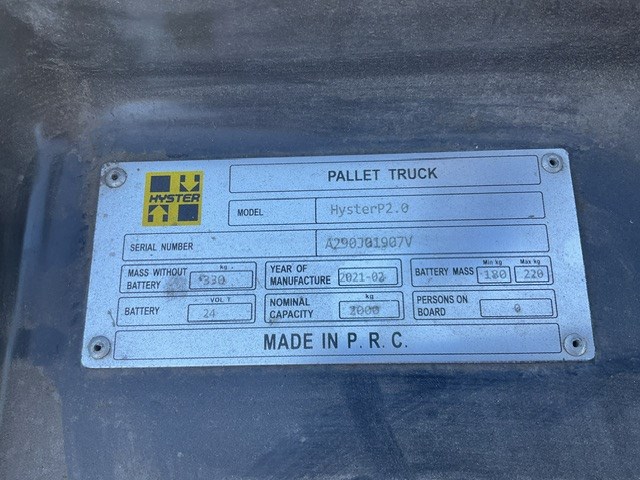 HYSTER
PALLET TRUCK
MODEL HysterP2.0
SERIAL NUMBER A290J01907V
MASS WITHOUT BATTERY kg 330
YEAR OF MANUFACTURE 2021-02
BATTERY MASS Min kg 180 Max kg 220
BATTERY VOLT 24
NOMINAL CAPACITY kg 2000
PERSONS ON BOARD 0
MADE IN P. R. C.